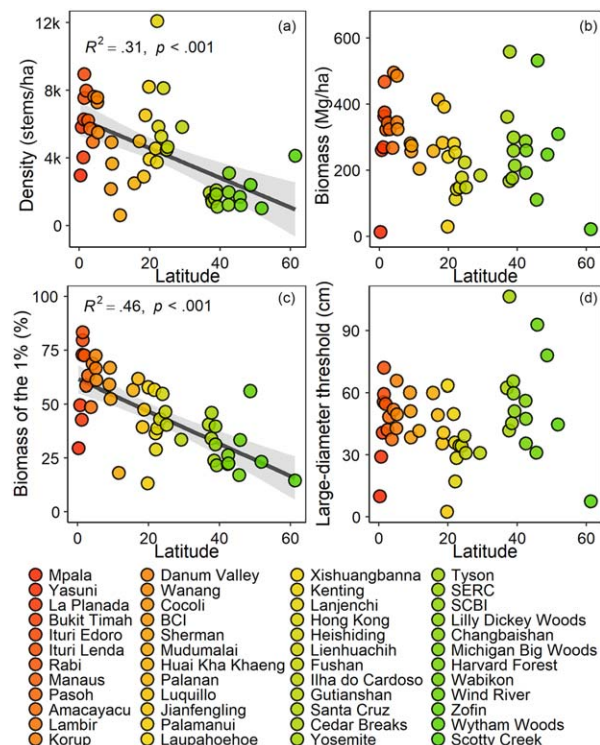 (a)
R² = .31, p < .001
12k
8k
4k
0
Density (stems/ha)
0 20 40 60
Latitude
(b)
600
400
200
0
Biomass (Mg/ha)
0 20 40 60
Latitude
(c)
R² = .46, p < .001
100
75
50
25
0
Biomass of the 1% (%)
0 20 40 60
Latitude
(d)
90
60
30
0
Large-diameter threshold (cm)
0 20 40 60
Latitude
Mpala Danum Valley Xishuangbanna Tyson
Yasuni Wanang Kenting SERC
La Planada Cocoli Lanjenchi SCBI
Bukit Timah BCI Hong Kong Lilly Dickey Woods
Ituri Edoro Sherman Heishiding Changbaishan
Ituri Lenda Mudumalai Lienhuachih Michigan Big Woods
Rabi Huai Kha Khaeng Fushan Harvard Forest
Manaus Palanan Ilha do Cardoso Wabikon
Pasoh Luquillo Gutianshan Wind River
Amacayacu Jianfengling Santa Cruz Zofin
Lambir Palamanui Cedar Breaks Wytham Woods
Korup Laupahoehoe Yosemite Scotty Creek